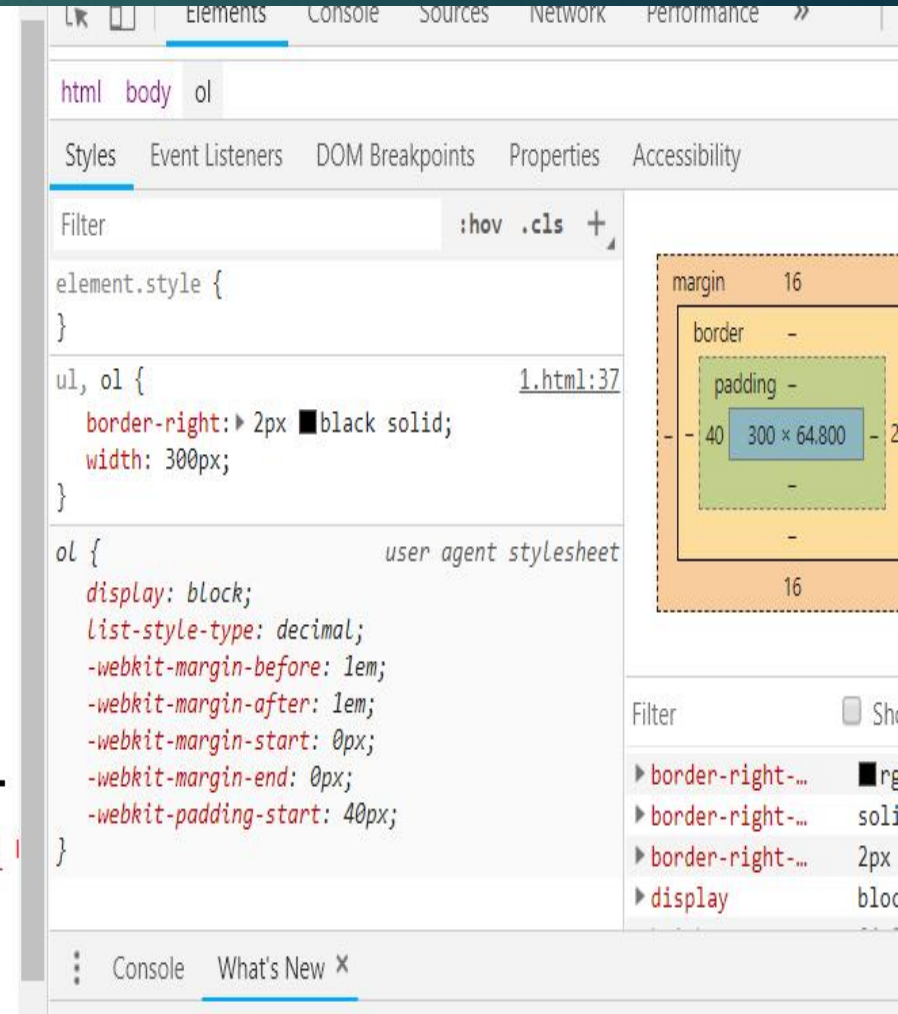 Elements Console Sources Network Performance »
html body ol
Styles Event Listeners DOM Breakpoints Properties Accessibility
Filter :hov .cls +
element.style {
}
ul, ol { 1.html:37
border-right: 2px black solid;
width: 300px;
}
ol { user agent stylesheet
display: block;
list-style-type: decimal;
-webkit-margin-before: 1em;
-webkit-margin-after: 1em;
-webkit-margin-start: 0px;
-webkit-margin-end: 0px;
-webkit-padding-start: 40px;
}
margin 16
border –
padding –
– – 40 300 × 64.800 – 2
–
–
16
Filter
border-right-…
border-right-…
border-right-… 2px
display
Console What's New ×